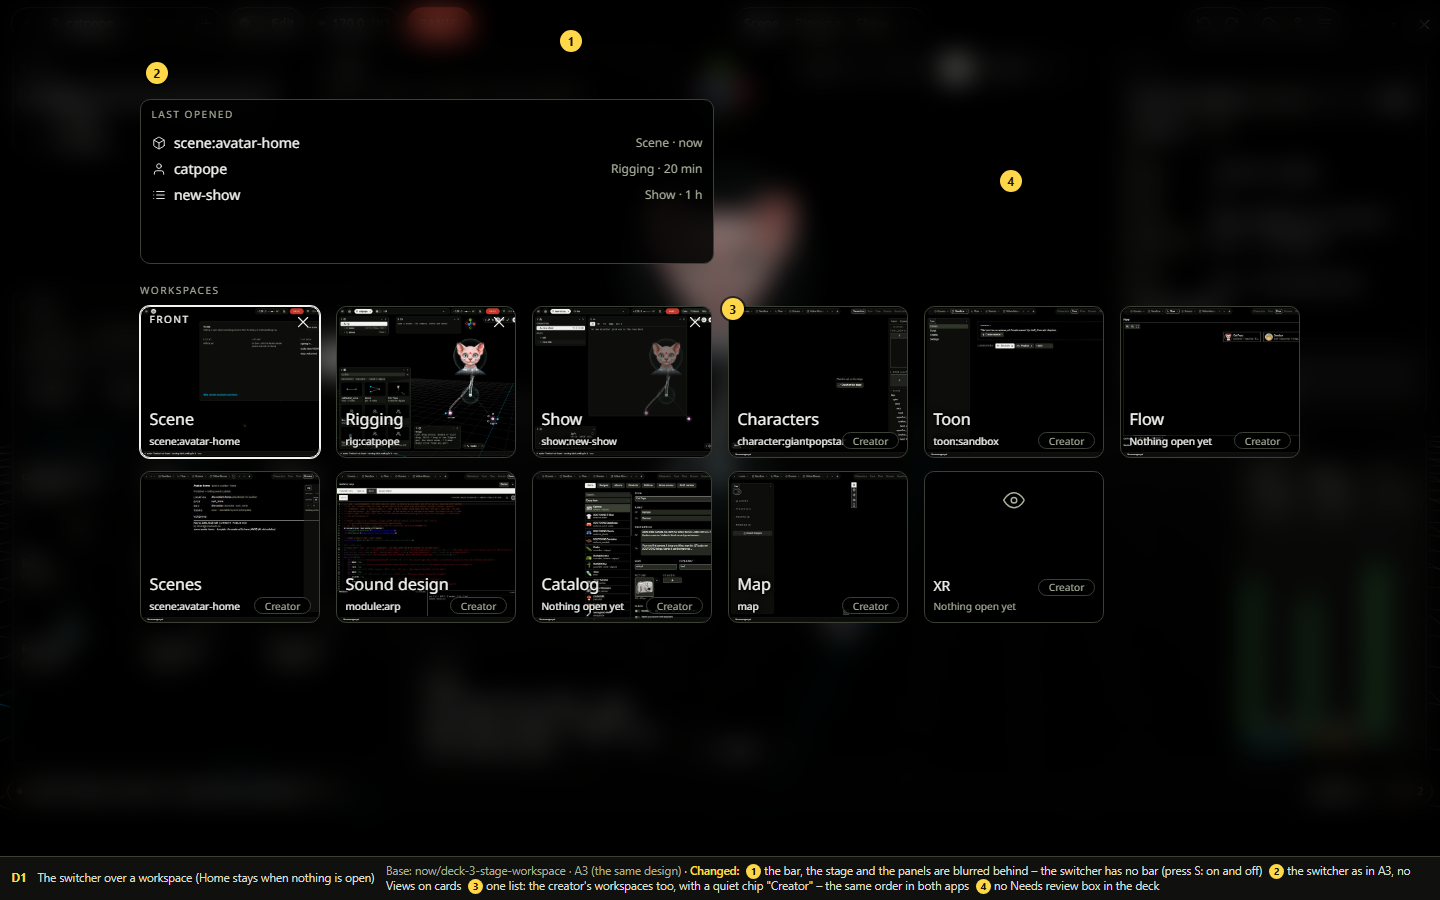 1
2
LAST OPENED
scene:avatar-home Scene · now
catpope Rigging · 20 min
new-show Show · 1 h
4
WORKSPACES
3
FRONT
Scene
scene:avatar-home
Rigging
rig:catpope
Show
show:new-show
Characters
character:giantpopsta Creator
Toon
toon:sandbox Creator
Flow
Nothing open yet Creator
Scenes
scene:avatar-home Creator
Sound design
module:arp Creator
Catalog
Nothing open yet Creator
Map
map Creator
XR Creator
Nothing open yet
D1 The switcher over a workspace (Home stays when nothing is open)
Base: now/deck-3-stage-workspace · A3 (the same design) · Changed: 1 the bar, the stage and the panels are blurred behind – the switcher has no bar (press S: on and off) 2 the switcher as in A3, no
Views on cards 3 one list: the creator's workspaces too, with a quiet chip "Creator" – the same order in both apps 4 no Needs review box in the deck